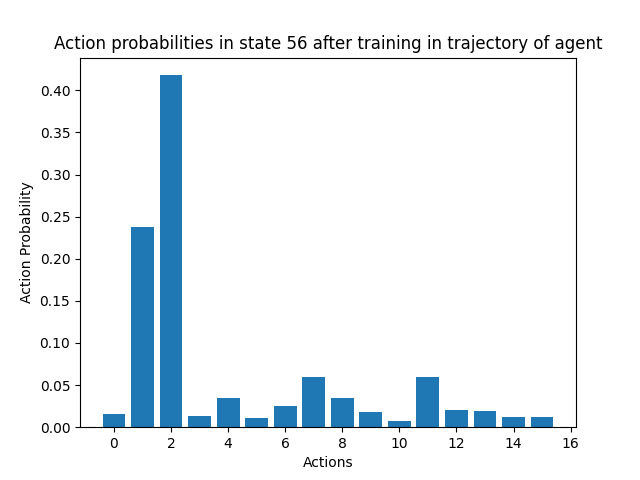 Action probabilities in state 56 after training in trajectory of agent
0.40
0.35
0.30
0.25
0.20
0.15
0.10
0.05
0.00
Action Probability
0 2 4 6 8 10 12 14 16
Actions